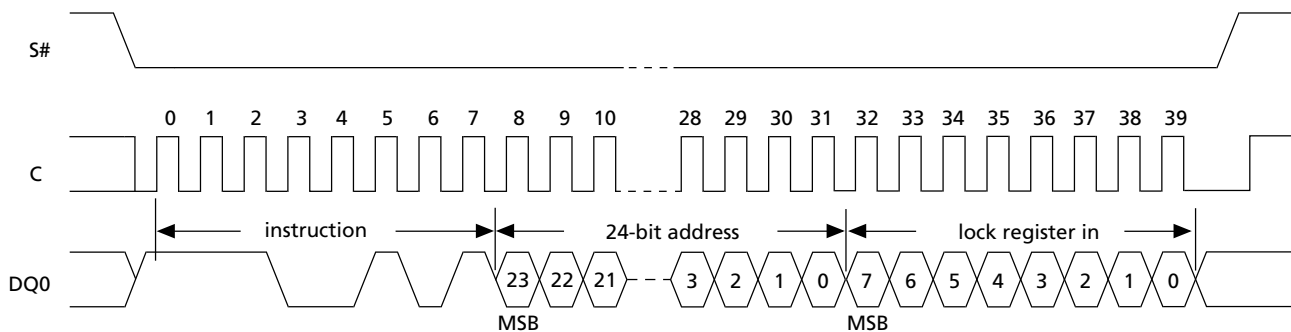 S#
0 1 2 3 4 5 6 7 8 9 10 28 29 30 31 32 33 34 35 36 37 38 39
C
instruction 24-bit address lock register in
DQ0 23 22 21 3 2 1 0 7 6 5 4 3 2 1 0
MSB MSB